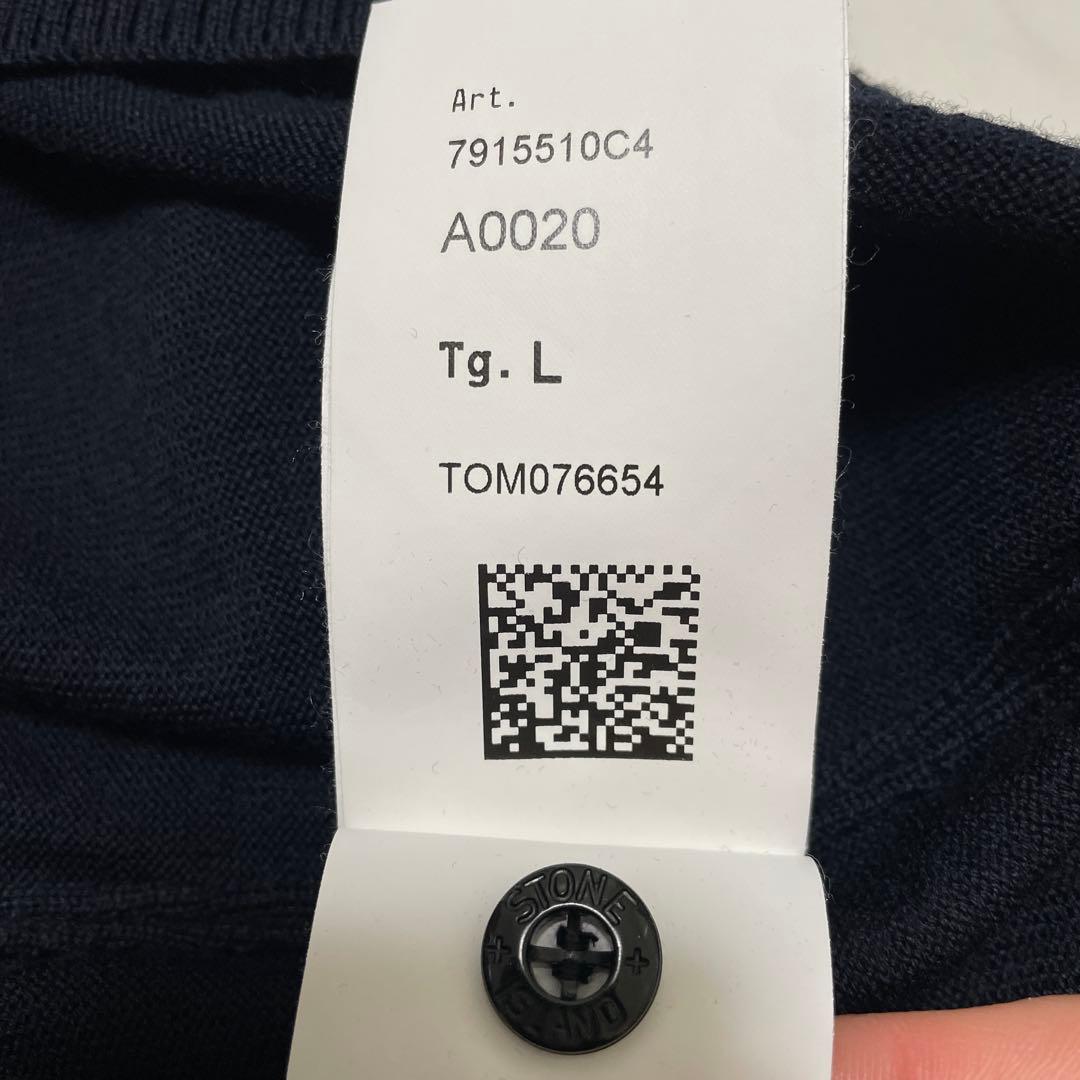 Art.
7915510C4
A0020
Tg. L
TOM076654
STONE
ISLAND